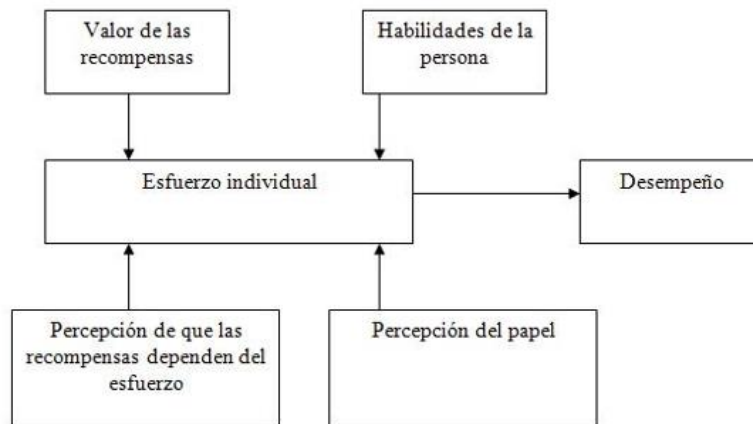 Valor de las
recompensas
Habilidades de la
persona
Esfuerzo individual
Desempeño
Percepción de que las
recompensas dependen del
esfuerzo
Percepción del papel